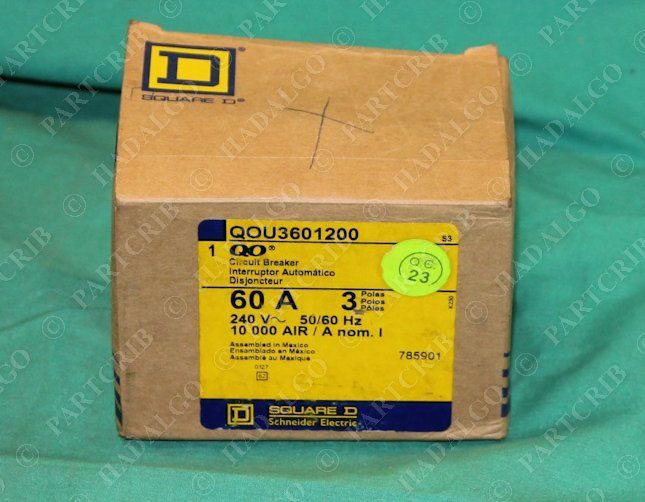 D
SQUARE D®
QOU3601200
S3
1 QO®
Circuit Breaker
Interruptor Automático
Disjoncteur
Q.C.
23
60 A 3 Poles
Polos
Pôles
240 V~ 50/60 Hz
10 000 AIR / A nom. I
Assembled in Mexico
Ensamblado en México
Assemblé au Mexique
785901
0127
D SQUARE D
Schneider Electric
© PARTCRIB
© HADALGO